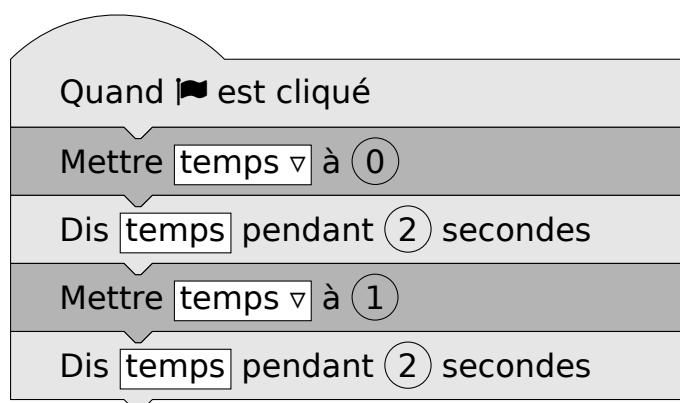 Quand est cliqué
Mettre temps ▿ à 0
Dis temps pendant 2 secondes
Mettre temps ▿ à 1
Dis temps pendant 2 secondes